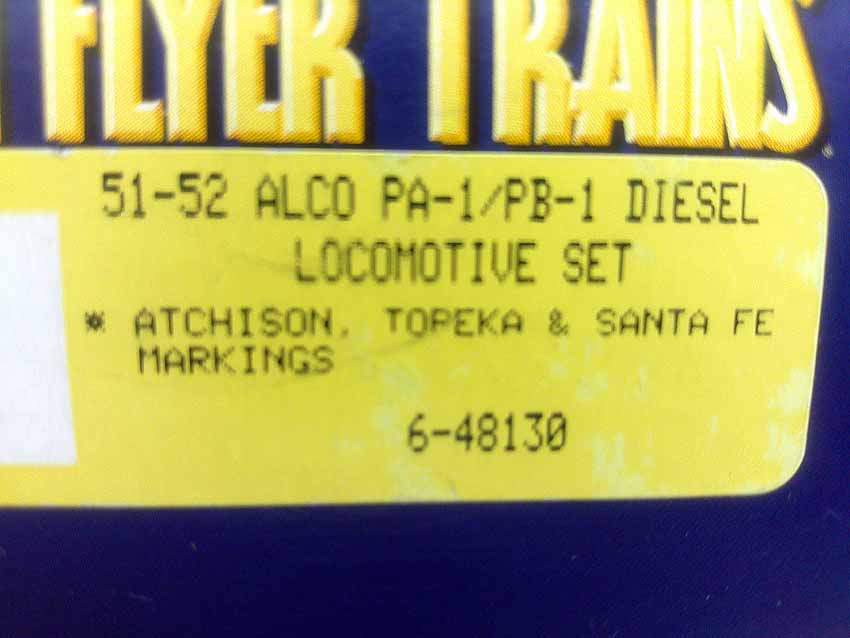 FLYER TRAINS
51-52 ALCO PA-1/PB-1 DIESEL
LOCOMOTIVE SET
* ATCHISON, TOPEKA & SANTA FE
MARKINGS
6-48130